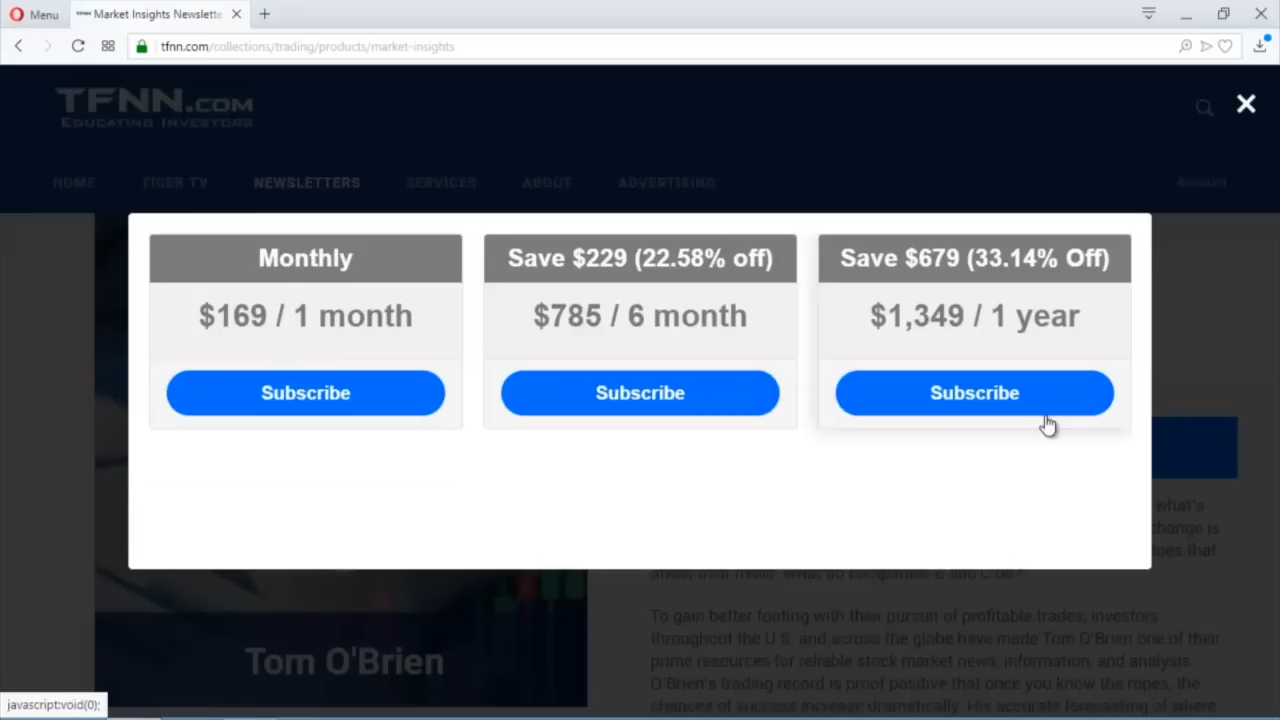 Menu
Market Insights Newslette
tfnn.com/collections/trading/products/market-insights
TFNN.COM
EDUCATING INVESTORS
HOME
TIGER TV
NEWSLETTERS
SERVICES
ABOUT
ADVERTISING
Account
Monthly
$169 / 1 month
Subscribe
Save $229 (22.58% off)
$785 / 6 month
Subscribe
Save $679 (33.14% Off)
$1,349 / 1 year
Subscribe
what's
change is
does that
To gain better footing with their pursuit of profitable trades, investors
throughout the U.S. and across the globe have made Tom O'Brien one of their
prime resources for reliable stock market news, information, and analysis.
O'Brien's trading record is proof positive that once you know the ropes, the
chances of success increase dramatically. His accurate forecasting of where
Tom O'Brien
javascript:void(0);